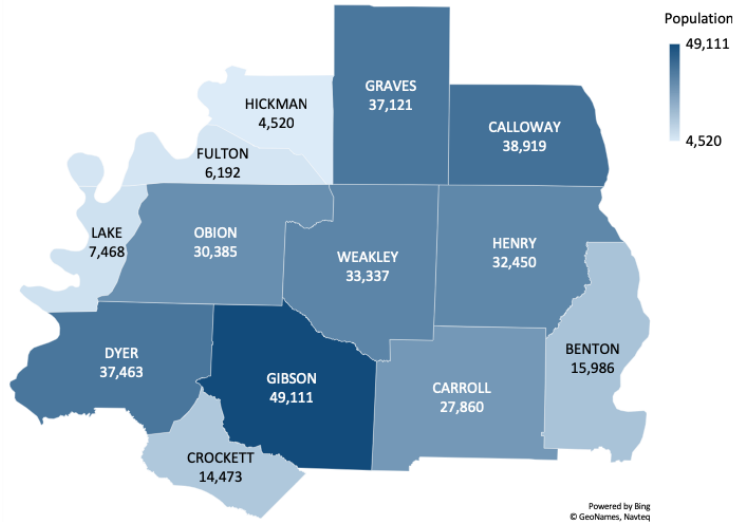 Population
49,111
4,520
GRAVES
37,121
HICKMAN
4,520
CALLOWAY
38,919
FULTON
6,192
LAKE
7,468
OBION
30,385
WEAKLEY
33,337
HENRY
32,450
DYER
37,463
GIBSON
49,111
CARROLL
27,860
BENTON
15,986
CROCKETT
14,473
Powered by Bing
© GeoNames, Navteq